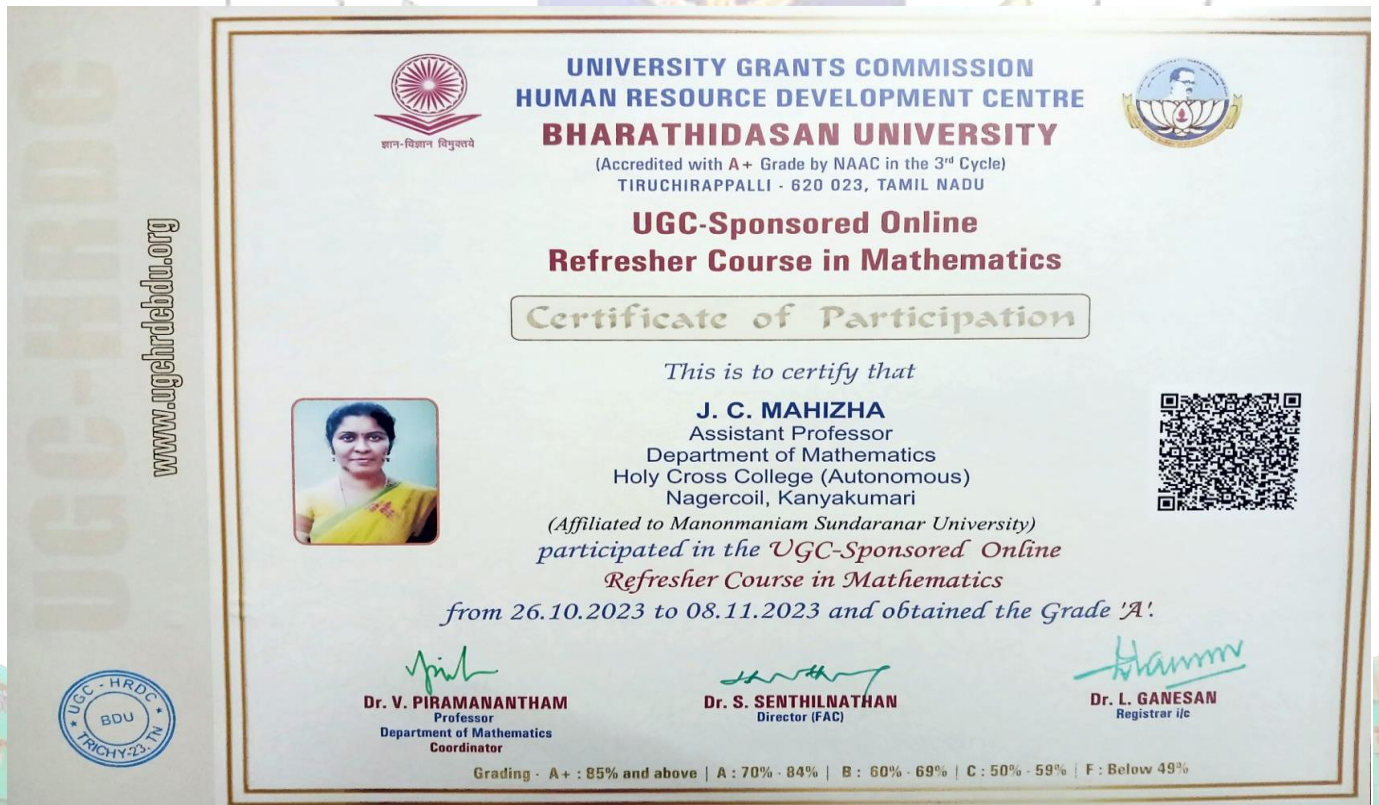 UGC-HRDC
www.ugchrdcbdu.org
ज्ञान-विज्ञान विमुक्तये
UNIVERSITY GRANTS COMMISSION
HUMAN RESOURCE DEVELOPMENT CENTRE
BHARATHIDASAN UNIVERSITY
(Accredited with A+ Grade by NAAC in the 3rd Cycle)
TIRUCHIRAPPALLI - 620 023, TAMIL NADU
UGC-Sponsored Online
Refresher Course in Mathematics
Certificate of Participation
This is to certify that
J. C. MAHIZHA
Assistant Professor
Department of Mathematics
Holy Cross College (Autonomous)
Nagercoil, Kanyakumari
(Affiliated to Manonmaniam Sundaranar University)
participated in the UGC-Sponsored Online
Refresher Course in Mathematics
from 26.10.2023 to 08.11.2023 and obtained the Grade 'A'.
Dr. V. PIRAMANANTHAM
Professor
Department of Mathematics
Coordinator
Dr. S. SENTHILNATHAN
Director (FAC)
Dr. L. GANESAN
Registrar i/c
UGC - HRDC
BDU
TRICHY-23, TN
Grading - A+ : 85% and above | A : 70% - 84% | B : 60% - 69% | C : 50% - 59% | F : Below 49%